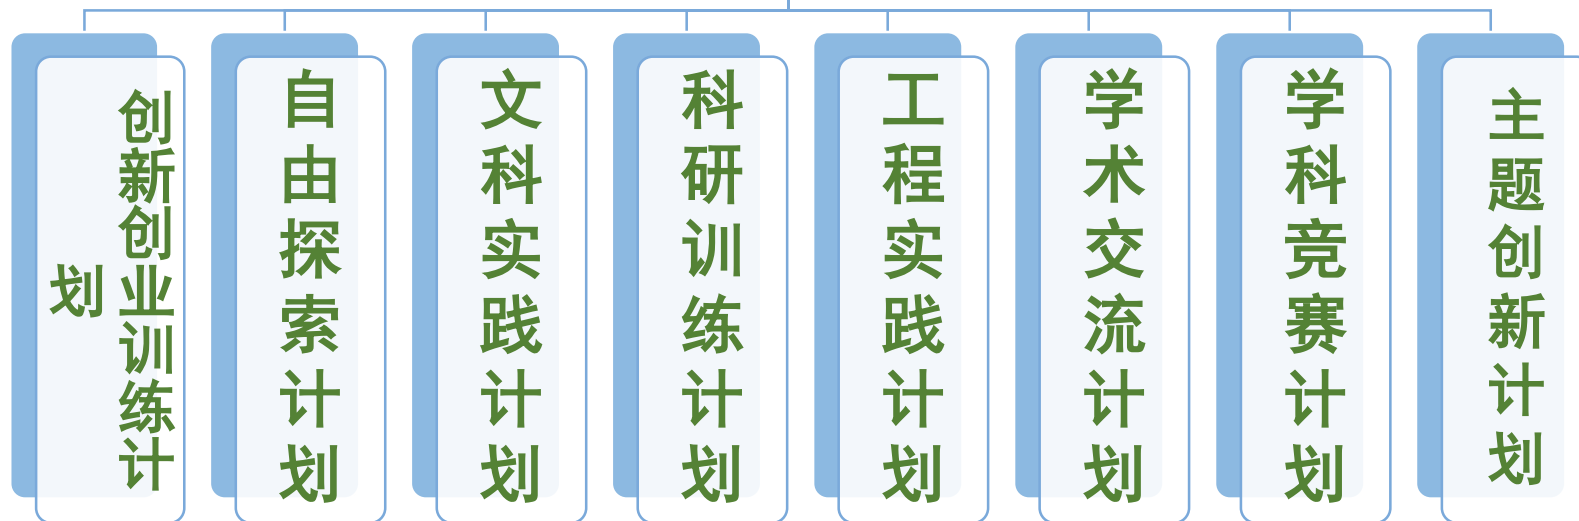 创新创业训练计
划
自由探索计划
文科实践计划
科研训练计划
工程实践计划
学术交流计划
学科竞赛计划
主题创新计划